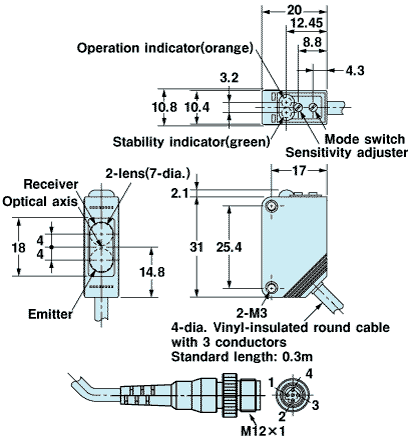 20
12.45
Operation indicator(orange)
8.8
3.2
4.3
10.8
10.4
Stability indicator(green)
Mode switch
Sensitivity adjuster
Receiver
2-lens(7-dia.)
Optical axis
2.1
17
18
4
4
31
25.4
14.8
Emitter
2-M3
4-dia. Vinyl-insulated round cable
with 3 conductors
Standard length: 0.3m
1
4
3
2
M12×1